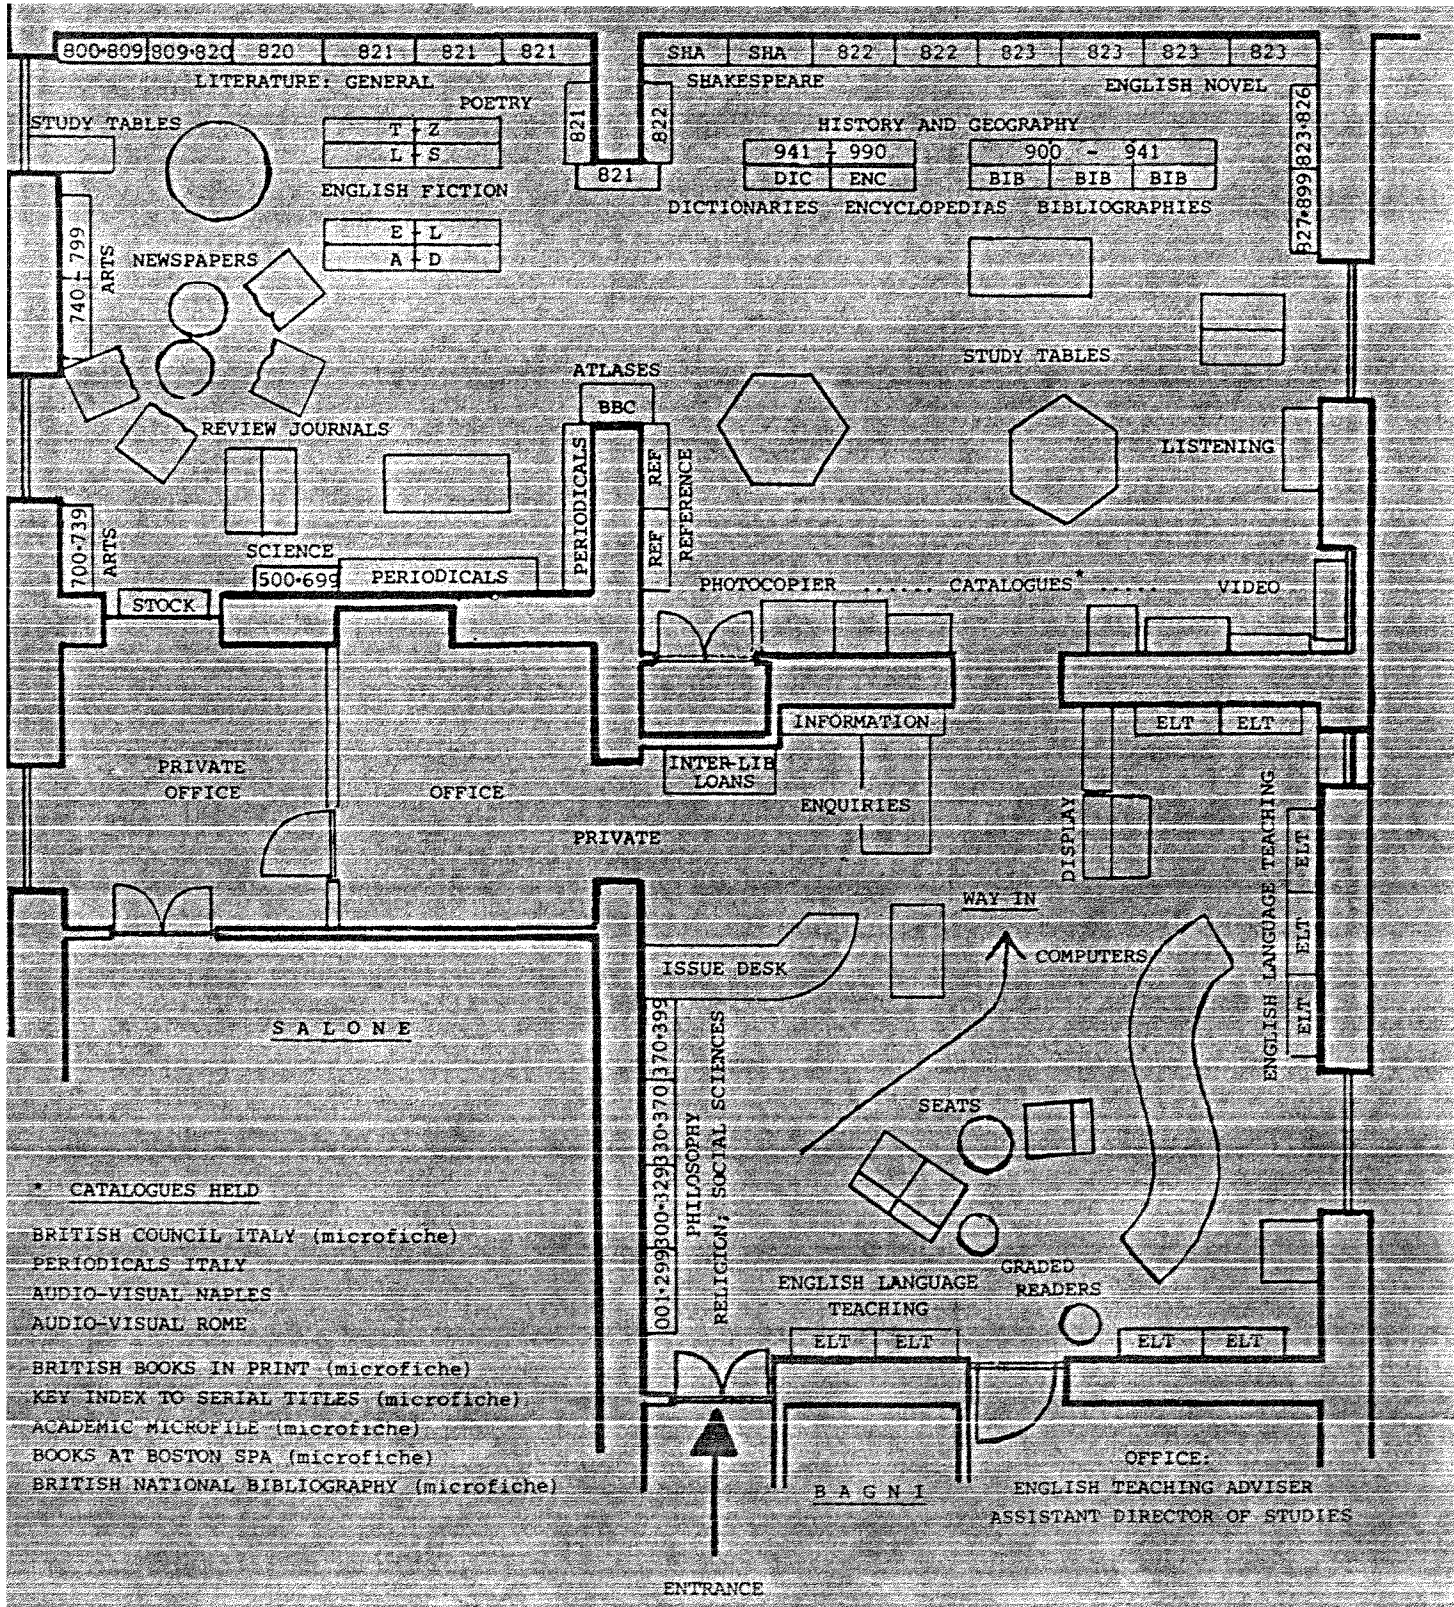 800·809 809·820 820 821 821 821
SHA SHA 822 822 823 823 823 823
LITERATURE: GENERAL
SHAKESPEARE
ENGLISH NOVEL
POETRY
STUDY TABLES
T - Z
L - S
821
822
821
HISTORY AND GEOGRAPHY
941 - 990
900 - 941
DIC ENC
BIB BIB BIB
823·826
827·899
ENGLISH FICTION
DICTIONARIES ENCYCLOPEDIAS BIBLIOGRAPHIES
E - L
A - D
740 - 799
ARTS
NEWSPAPERS
STUDY TABLES
ATLASES
BBC
REVIEW JOURNALS
PERIODICALS
REF
REF
REFERENCE
LISTENING
700·739
ARTS
SCIENCE
500·699
PERIODICALS
STOCK
PHOTOCOPIER ...... CATALOGUES* .....
VIDEO
INFORMATION
ELT ELT
INTER-LIB
LOANS
PRIVATE
OFFICE
OFFICE
ENQUIRIES
PRIVATE
DISPLAY
ENGLISH LANGUAGE TEACHING
ELT
ELT
ELT
WAY IN
COMPUTERS
ISSUE DESK
SALONE
370·399
330·370
300·329
001·299
PHILOSOPHY
RELIGION; SOCIAL SCIENCES
SEATS
GRADED
READERS
ENGLISH LANGUAGE
TEACHING
ELT ELT
ELT ELT
* CATALOGUES HELD
BRITISH COUNCIL ITALY (microfiche)
PERIODICALS ITALY
AUDIO-VISUAL NAPLES
AUDIO-VISUAL ROME
BRITISH BOOKS IN PRINT (microfiche)
KEY INDEX TO SERIAL TITLES (microfiche)
ACADEMIC MICROFILE (microfiche)
BOOKS AT BOSTON SPA (microfiche)
BRITISH NATIONAL BIBLIOGRAPHY (microfiche)
BAGNI
OFFICE:
ENGLISH TEACHING ADVISER
ASSISTANT DIRECTOR OF STUDIES
ENTRANCE